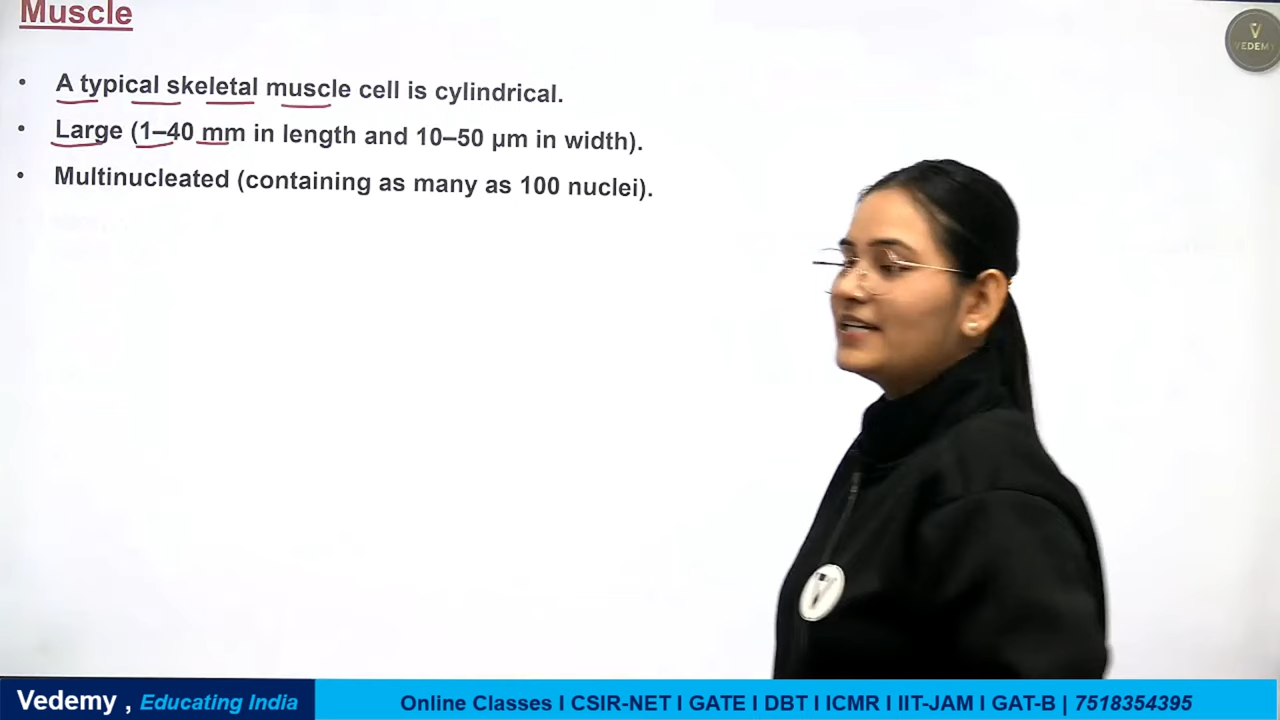 Muscle
• A typical skeletal muscle cell is cylindrical.
• Large (1–40 mm in length and 10–50 μm in width).
• Multinucleated (containing as many as 100 nuclei).
VEDEMY
Vedemy , Educating India
Online Classes I CSIR-NET I GATE I DBT I ICMR I IIT-JAM I GAT-B | 7518354395